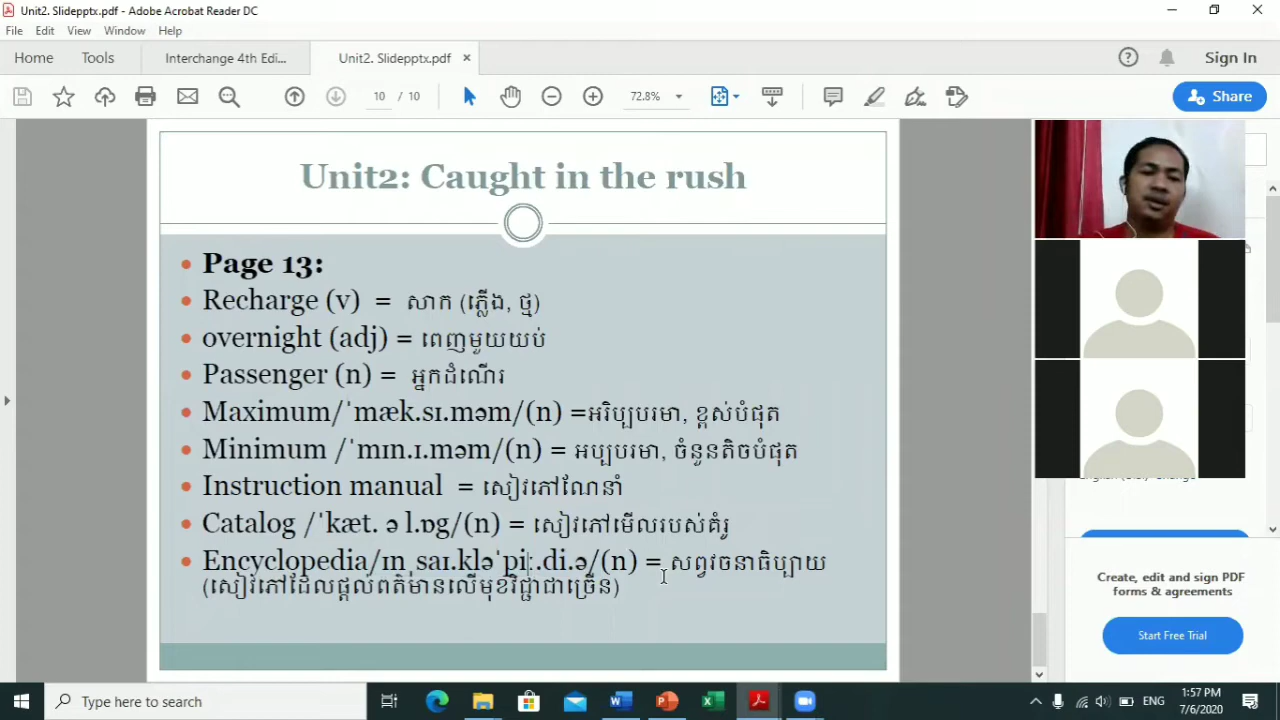 Unit2. Slidepptx.pdf - Adobe Acrobat Reader DC
File Edit View Window Help
Home Tools Interchange 4th Edi... Unit2. Slidepptx.pdf Sign In
10 / 10 72.8% Share
Unit2: Caught in the rush
Page 13:
Recharge (v) = សាក (ភ្លើង, ថ្ម)
overnight (adj) = ពេញមួយយប់
Passenger (n) = អ្នកដំណើរ
Maximum/ˈmæk.sɪ.məm/(n) =អរិប្បបរមា, ខ្ពស់បំផុត
Minimum /ˈmɪn.ɪ.məm/(n) = អប្បបរមា, ចំនួនតិចបំផុត
Instruction manual = សៀវភៅណែនាំ
Catalog /ˈkæt. ə l.ɒg/(n) = សៀវភៅមើលរបស់គំរូ
Encyclopedia/ɪnˌsaɪ.kləˈpiː.di.ə/(n) = សព្វវចនាធិប្បាយ
(សៀវភៅដែលផ្តល់ពត៌មានលើមុខវិជ្ជាជាច្រើន)
Create, edit and sign PDF
forms & agreements
Start Free Trial
Type here to search
ENG
1:57 PM
7/6/2020